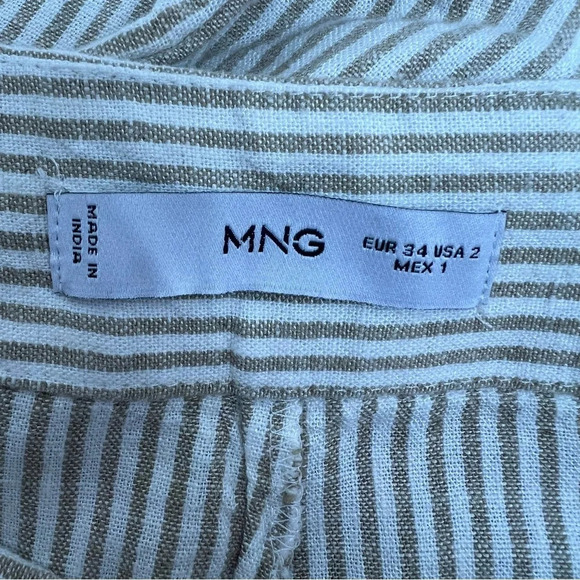 MADE IN
INDIA
MNG
EUR 34 USA 2
MEX 1